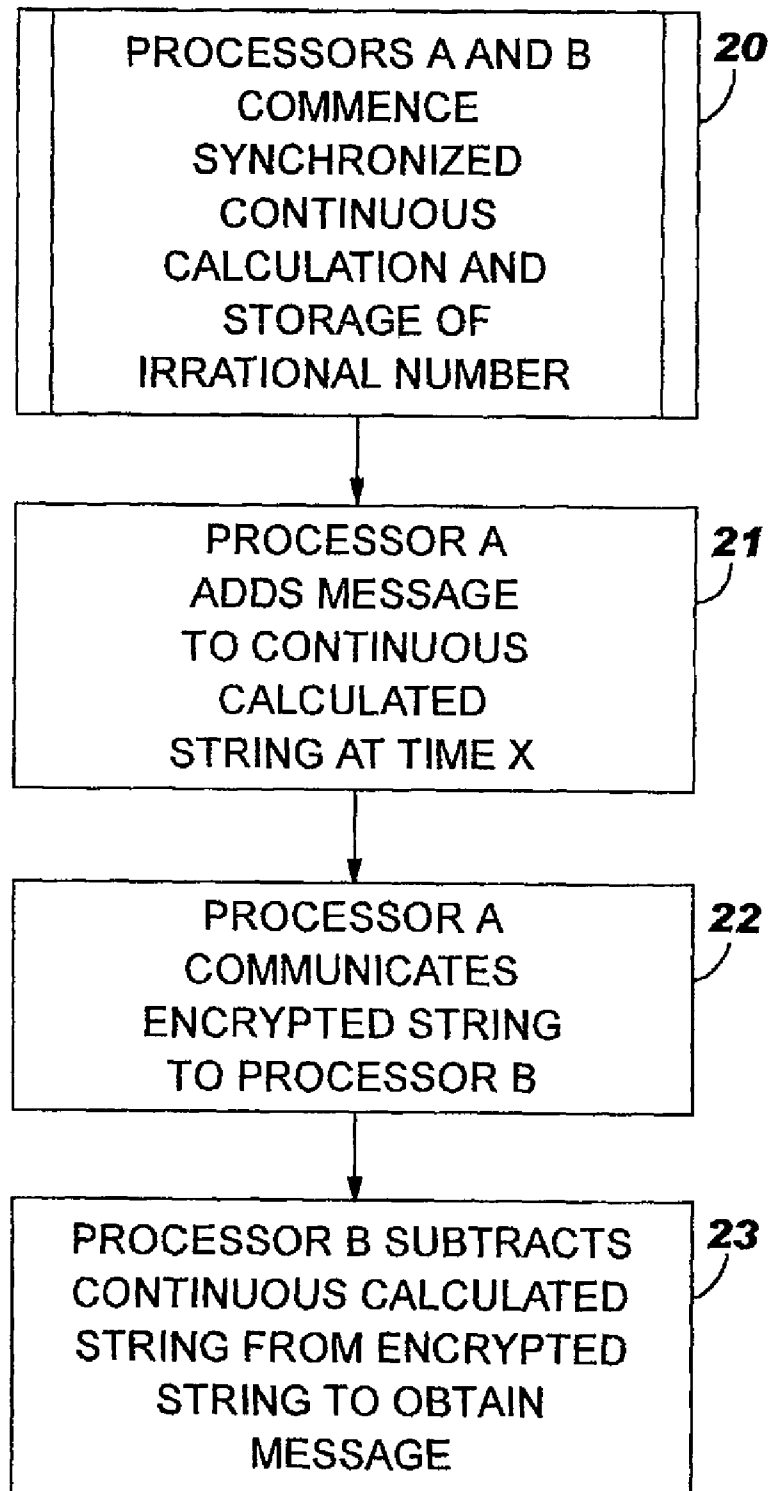 PROCESSORS A AND B
COMMENCE
SYNCHRONIZED
CONTINUOUS
CALCULATION AND
STORAGE OF
IRRATIONAL NUMBER
20
PROCESSOR A
ADDS MESSAGE
TO CONTINUOUS
CALCULATED
STRING AT TIME X
21
PROCESSOR A
COMMUNICATES
ENCRYPTED STRING
TO PROCESSOR B
22
PROCESSOR B SUBTRACTS
CONTINUOUS CALCULATED
STRING FROM ENCRYPTED
STRING TO OBTAIN
MESSAGE
23